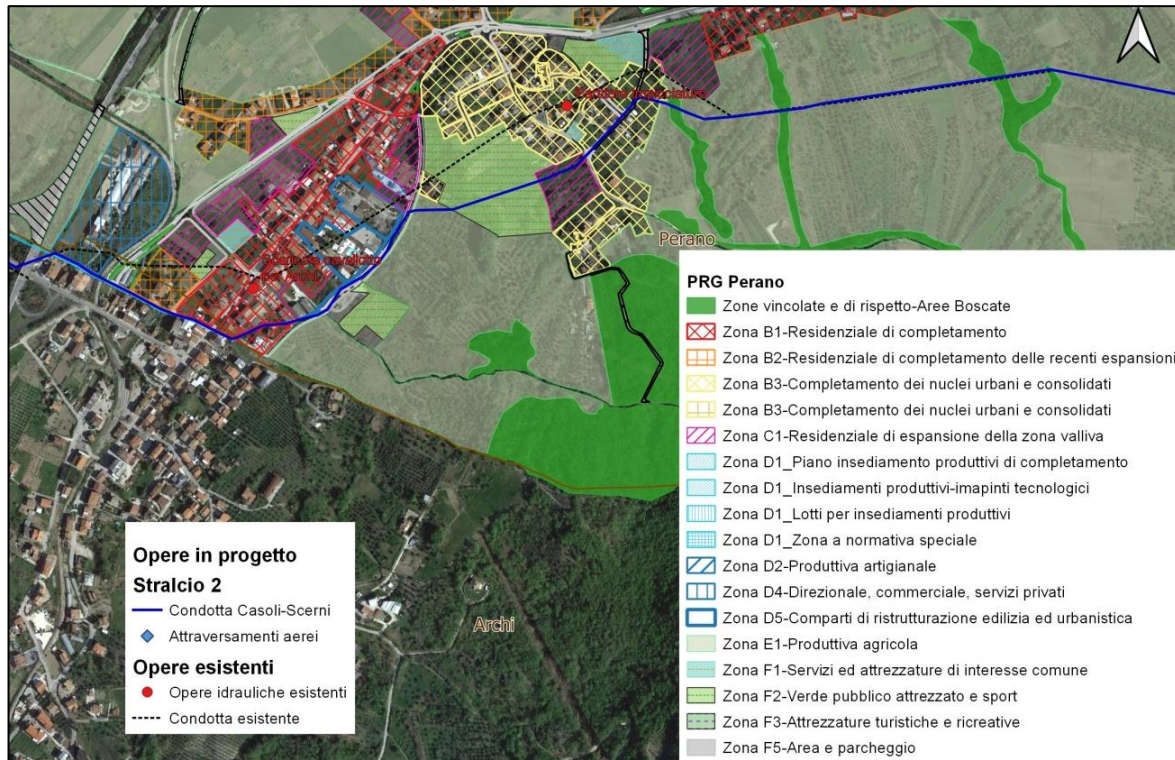 Perano
PRG Perano
Zone vincolate e di rispetto-Aree Boscate
Zona B1-Residenziale di completamento
Zona B2-Residenziale di completamento delle recenti espansioni
Zona B3-Completamento dei nuclei urbani e consolidati
Zona B3-Completamento dei nuclei urbani e consolidati
Zona C1-Residenziale di espansione della zona valliva
Zona D1_Piano insediamento produttivi di completamento
Zona D1_Insediamenti produttivi-imapinti tecnologici
Zona D1_Lotti per insediamenti produttivi
Zona D1_Zona a normativa speciale
Zona D2-Produttiva artigianale
Zona D4-Direzionale, commerciale, servizi privati
Zona D5-Comparti di ristrutturazione edilizia ed urbanistica
Zona E1-Produttiva agricola
Zona F1-Servizi ed attrezzature di interesse comune
Zona F2-Verde pubblico attrezzato e sport
Zona F3-Attrezzature turistiche e ricreative
Zona F5-Area e parcheggio
Opere in progetto
Stralcio 2
Condotta Casoli-Scerni
Attraversamenti aerei
Opere esistenti
Opere idrauliche esistenti
Condotta esistente
Archi